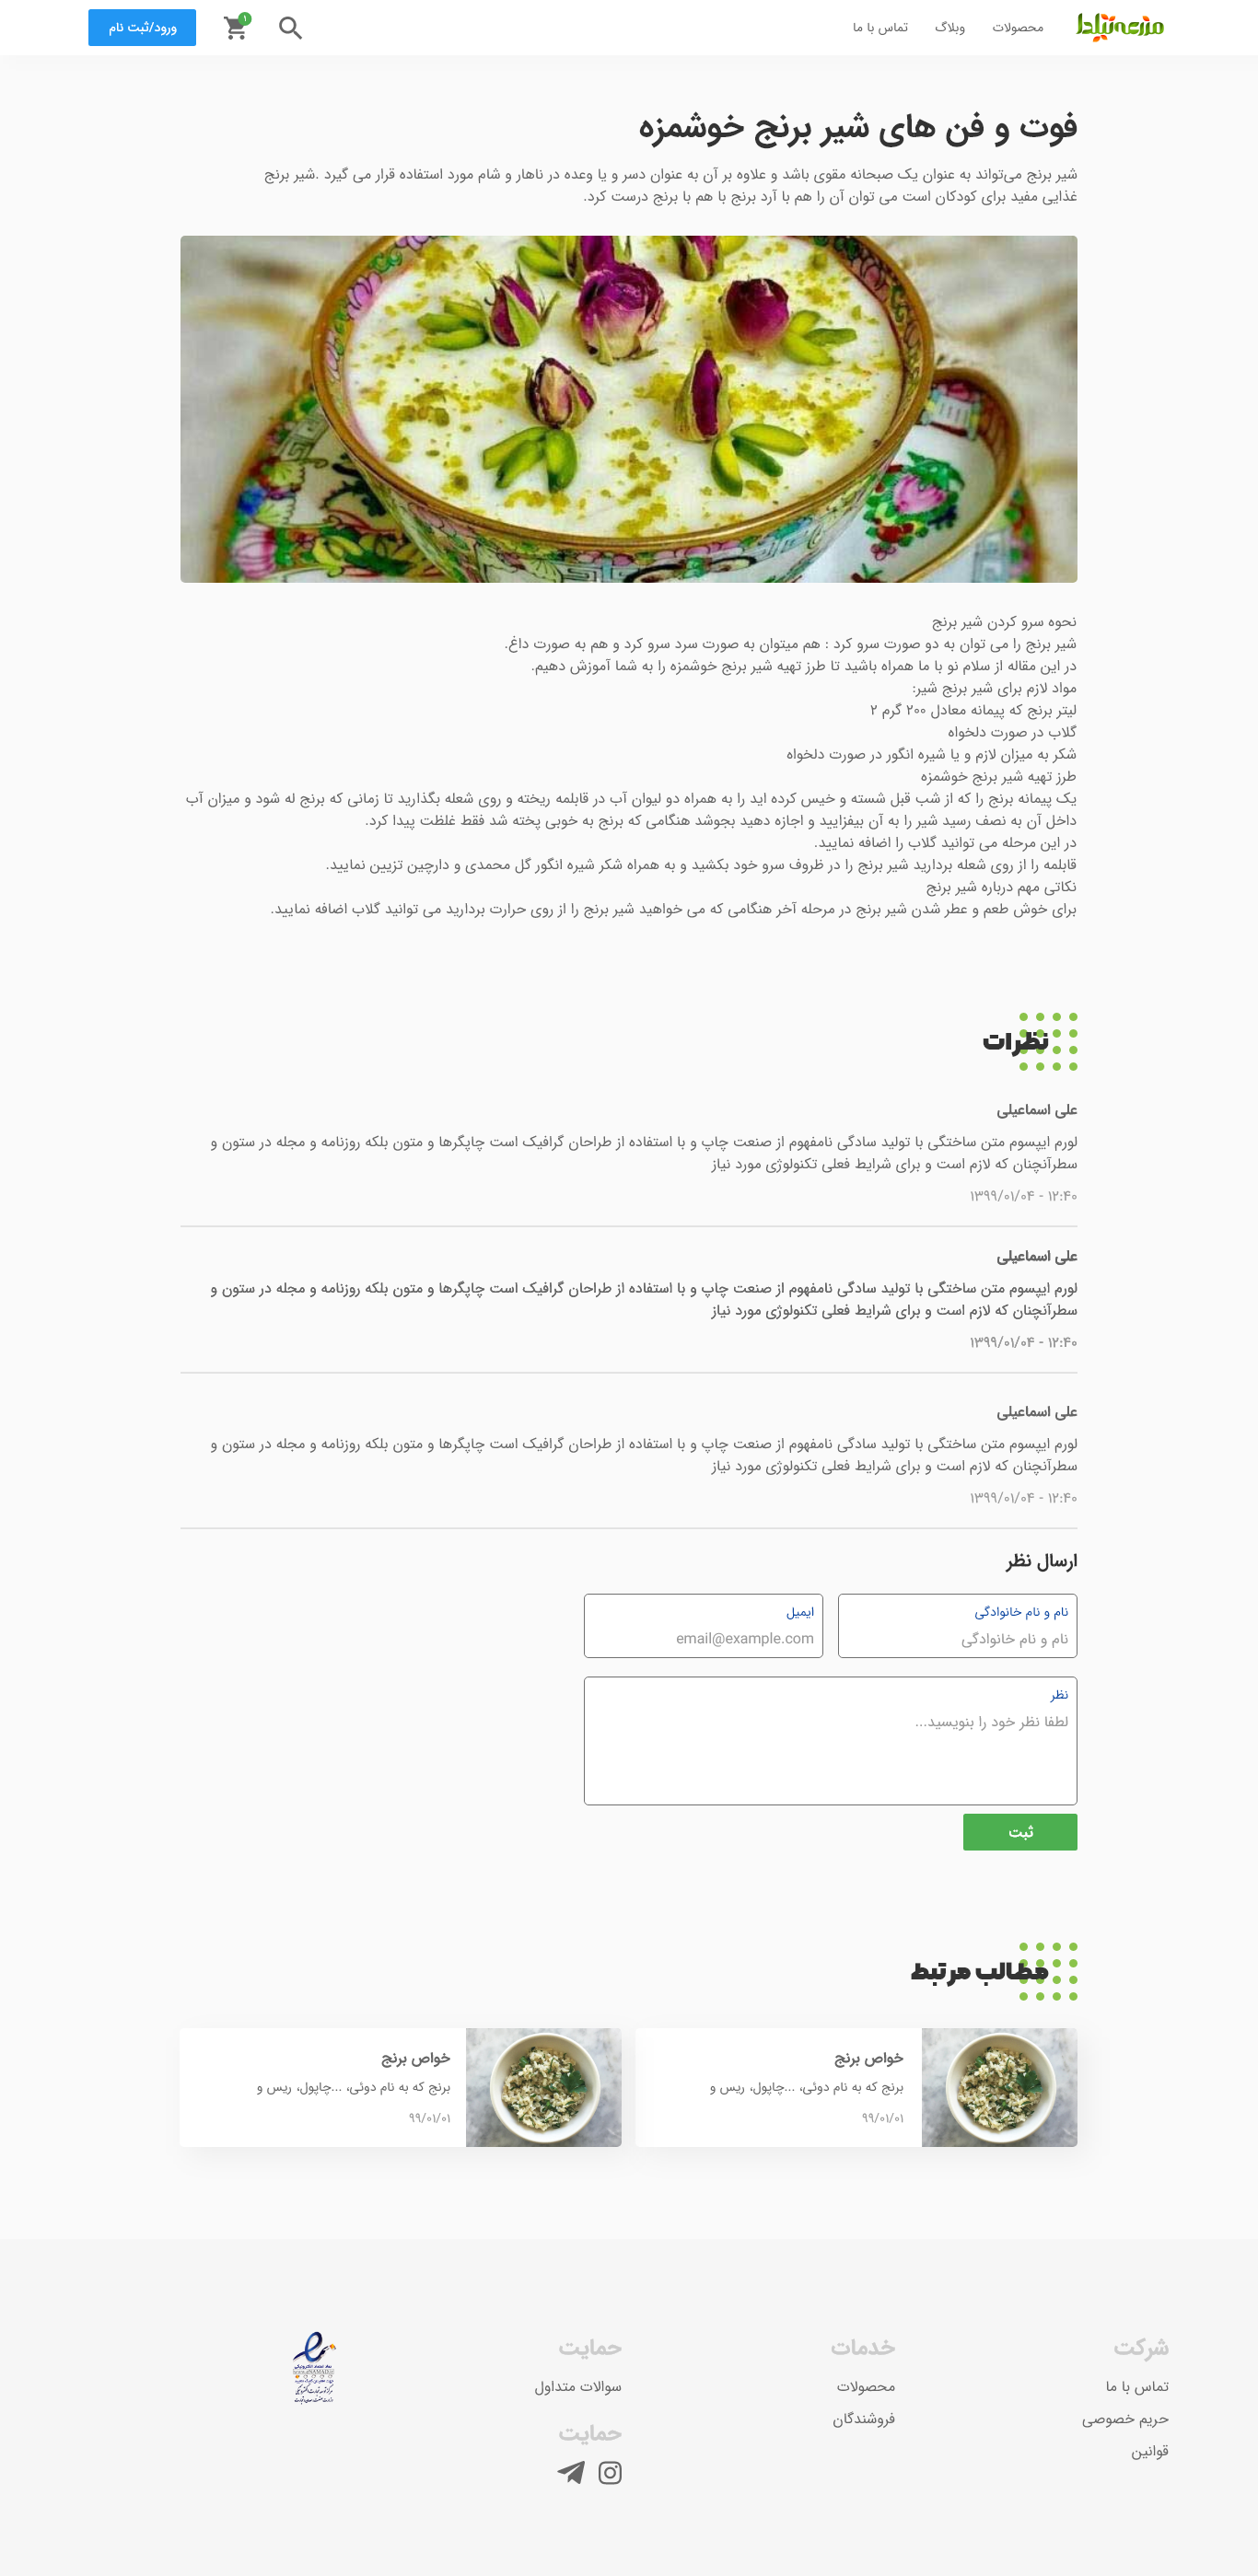 مزرعه تیلدا
محصولات
وبلاگ
تماس با ما
۱
ورود/ثبت نام
فوت و فن های شیر برنج خوشمزه
شیر برنج می‌تواند به عنوان یک صبحانه مقوی باشد و علاوه بر آن به عنوان دسر و یا وعده در ناهار و شام مورد استفاده قرار می گیرد .شیر برنج
غذایی مفید برای کودکان است می توان آن را هم با آرد برنج با هم با برنج درست کرد.
نحوه سرو کردن شیر برنج
شیر برنج را می توان به دو صورت سرو کرد : هم میتوان به صورت سرد سرو کرد و هم به صورت داغ.
در این مقاله از سلام نو با ما همراه باشید تا طرز تهیه شیر برنج خوشمزه را به شما آموزش دهیم.
مواد لازم برای شیر برنج شیر:
لیتر برنج که پیمانه معادل ۲۰۰ گرم ۲
گلاب در صورت دلخواه
شکر به میزان لازم و یا شیره انگور در صورت دلخواه
طرز تهیه شیر برنج خوشمزه
یک پیمانه برنج را که از شب قبل شسته و خیس کرده اید را به همراه دو لیوان آب در قابلمه ریخته و روی شعله بگذارید تا زمانی که برنج له شود و میزان آب
داخل آن به نصف رسید شیر را به آن بیفزایید و اجازه دهید بجوشد هنگامی که برنج به خوبی پخته شد فقط غلظت پیدا کرد.
در این مرحله می توانید گلاب را اضافه نمایید.
قابلمه را از روی شعله بردارید شیر برنج را در ظروف سرو خود بکشید و به همراه شکر شیره انگور گل محمدی و دارچین تزیین نمایید.
نکاتی مهم درباره شیر برنج
برای خوش طعم و عطر شدن شیر برنج در مرحله آخر هنگامی که می خواهید شیر برنج را از روی حرارت بردارید می توانید گلاب اضافه نمایید.
نظرات
علی اسماعیلی
لورم ایپسوم متن ساختگی با تولید سادگی نامفهوم از صنعت چاپ و با استفاده از طراحان گرافیک است چاپگرها و متون بلکه روزنامه و مجله در ستون و
سطرآنچنان که لازم است و برای شرایط فعلی تکنولوژی مورد نیاز
۱۲:۴۰ - ۱۳۹۹/۰۱/۰۴
علی اسماعیلی
لورم ایپسوم متن ساختگی با تولید سادگی نامفهوم از صنعت چاپ و با استفاده از طراحان گرافیک است چاپگرها و متون بلکه روزنامه و مجله در ستون و
سطرآنچنان که لازم است و برای شرایط فعلی تکنولوژی مورد نیاز
۱۲:۴۰ - ۱۳۹۹/۰۱/۰۴
علی اسماعیلی
لورم ایپسوم متن ساختگی با تولید سادگی نامفهوم از صنعت چاپ و با استفاده از طراحان گرافیک است چاپگرها و متون بلکه روزنامه و مجله در ستون و
سطرآنچنان که لازم است و برای شرایط فعلی تکنولوژی مورد نیاز
۱۲:۴۰ - ۱۳۹۹/۰۱/۰۴
ارسال نظر
نام و نام خانوادگی
نام و نام خانوادگی
ایمیل
email@example.com
نظر
لطفا نظر خود را بنویسید...
ثبت
مطالب مرتبط
خواص برنج
برنج که به نام دوئی، ...چاپول، ریس و
۹۹/۰۱/۰۱
خواص برنج
برنج که به نام دوئی، ...چاپول، ریس و
۹۹/۰۱/۰۱
شرکت
تماس با ما
حریم خصوصی
قوانین
خدمات
محصولات
فروشندگان
حمایت
سوالات متداول
حمایت